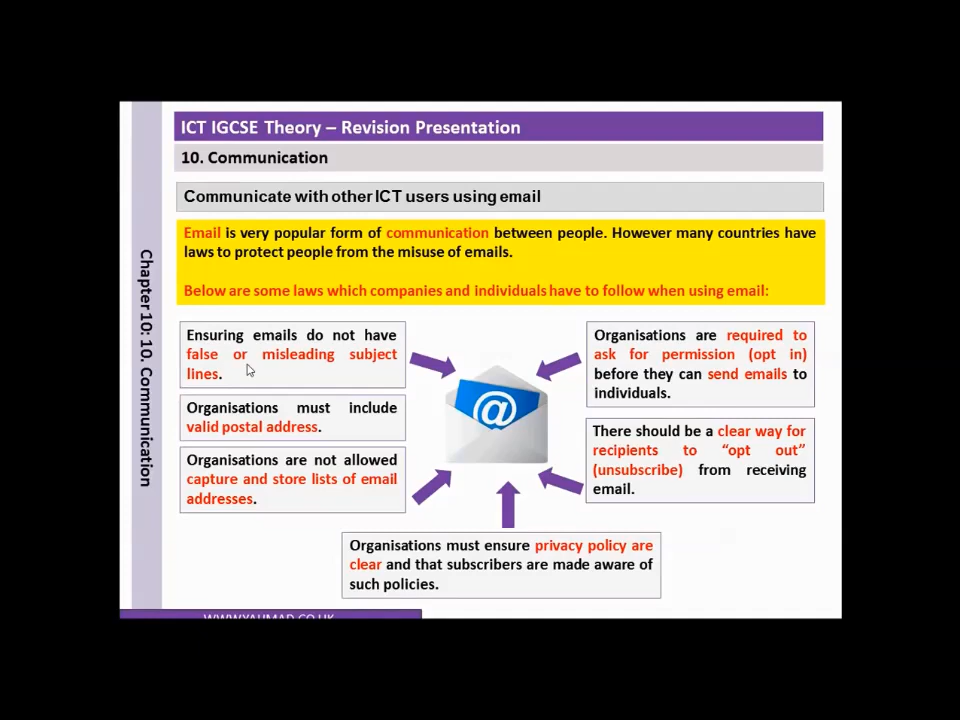 ICT IGCSE Theory – Revision Presentation
10. Communication
Communicate with other ICT users using email
Email is very popular form of communication between people. However many countries have
laws to protect people from the misuse of emails.
Below are some laws which companies and individuals have to follow when using email:
Chapter 10: 10. Communication
Ensuring emails do not have
false or misleading subject
lines.
Organisations must include
valid postal address.
Organisations are not allowed
capture and store lists of email
addresses.
@
Organisations are required to
ask for permission (opt in)
before they can send emails to
individuals.
There should be a clear way for
recipients to “opt out”
(unsubscribe) from receiving
email.
Organisations must ensure privacy policy are
clear and that subscribers are made aware of
such policies.
WWW.YAHMAD.CO.UK